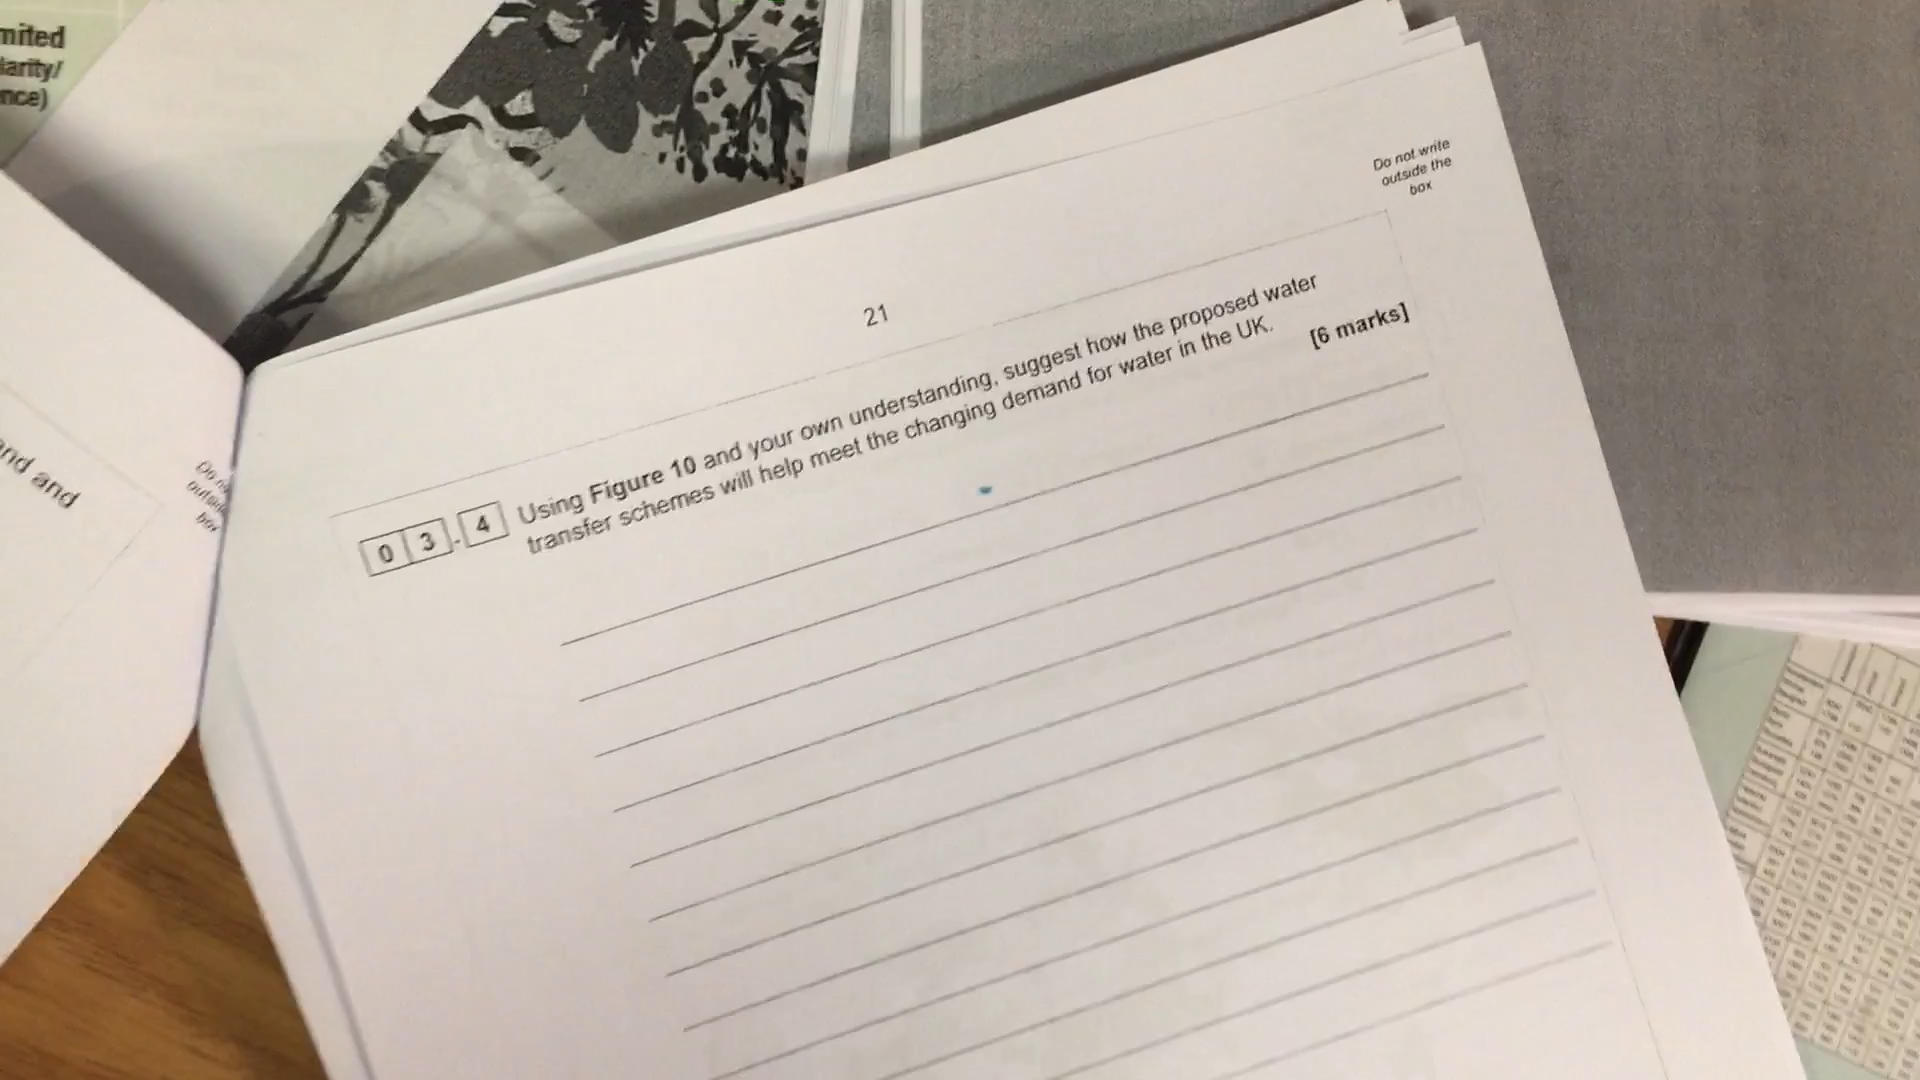 mited
larity/
nce)
nd and
Do not write
outside the
box
21
0 3 . 4 Using Figure 10 and your own understanding, suggest how the proposed water
transfer schemes will help meet the changing demand for water in the UK.
[6 marks]